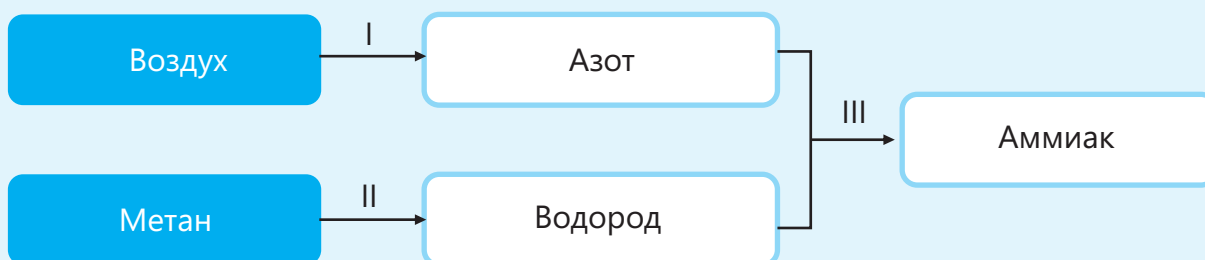 Воздух
I
Азот
III
Аммиак
Метан
II
Водород